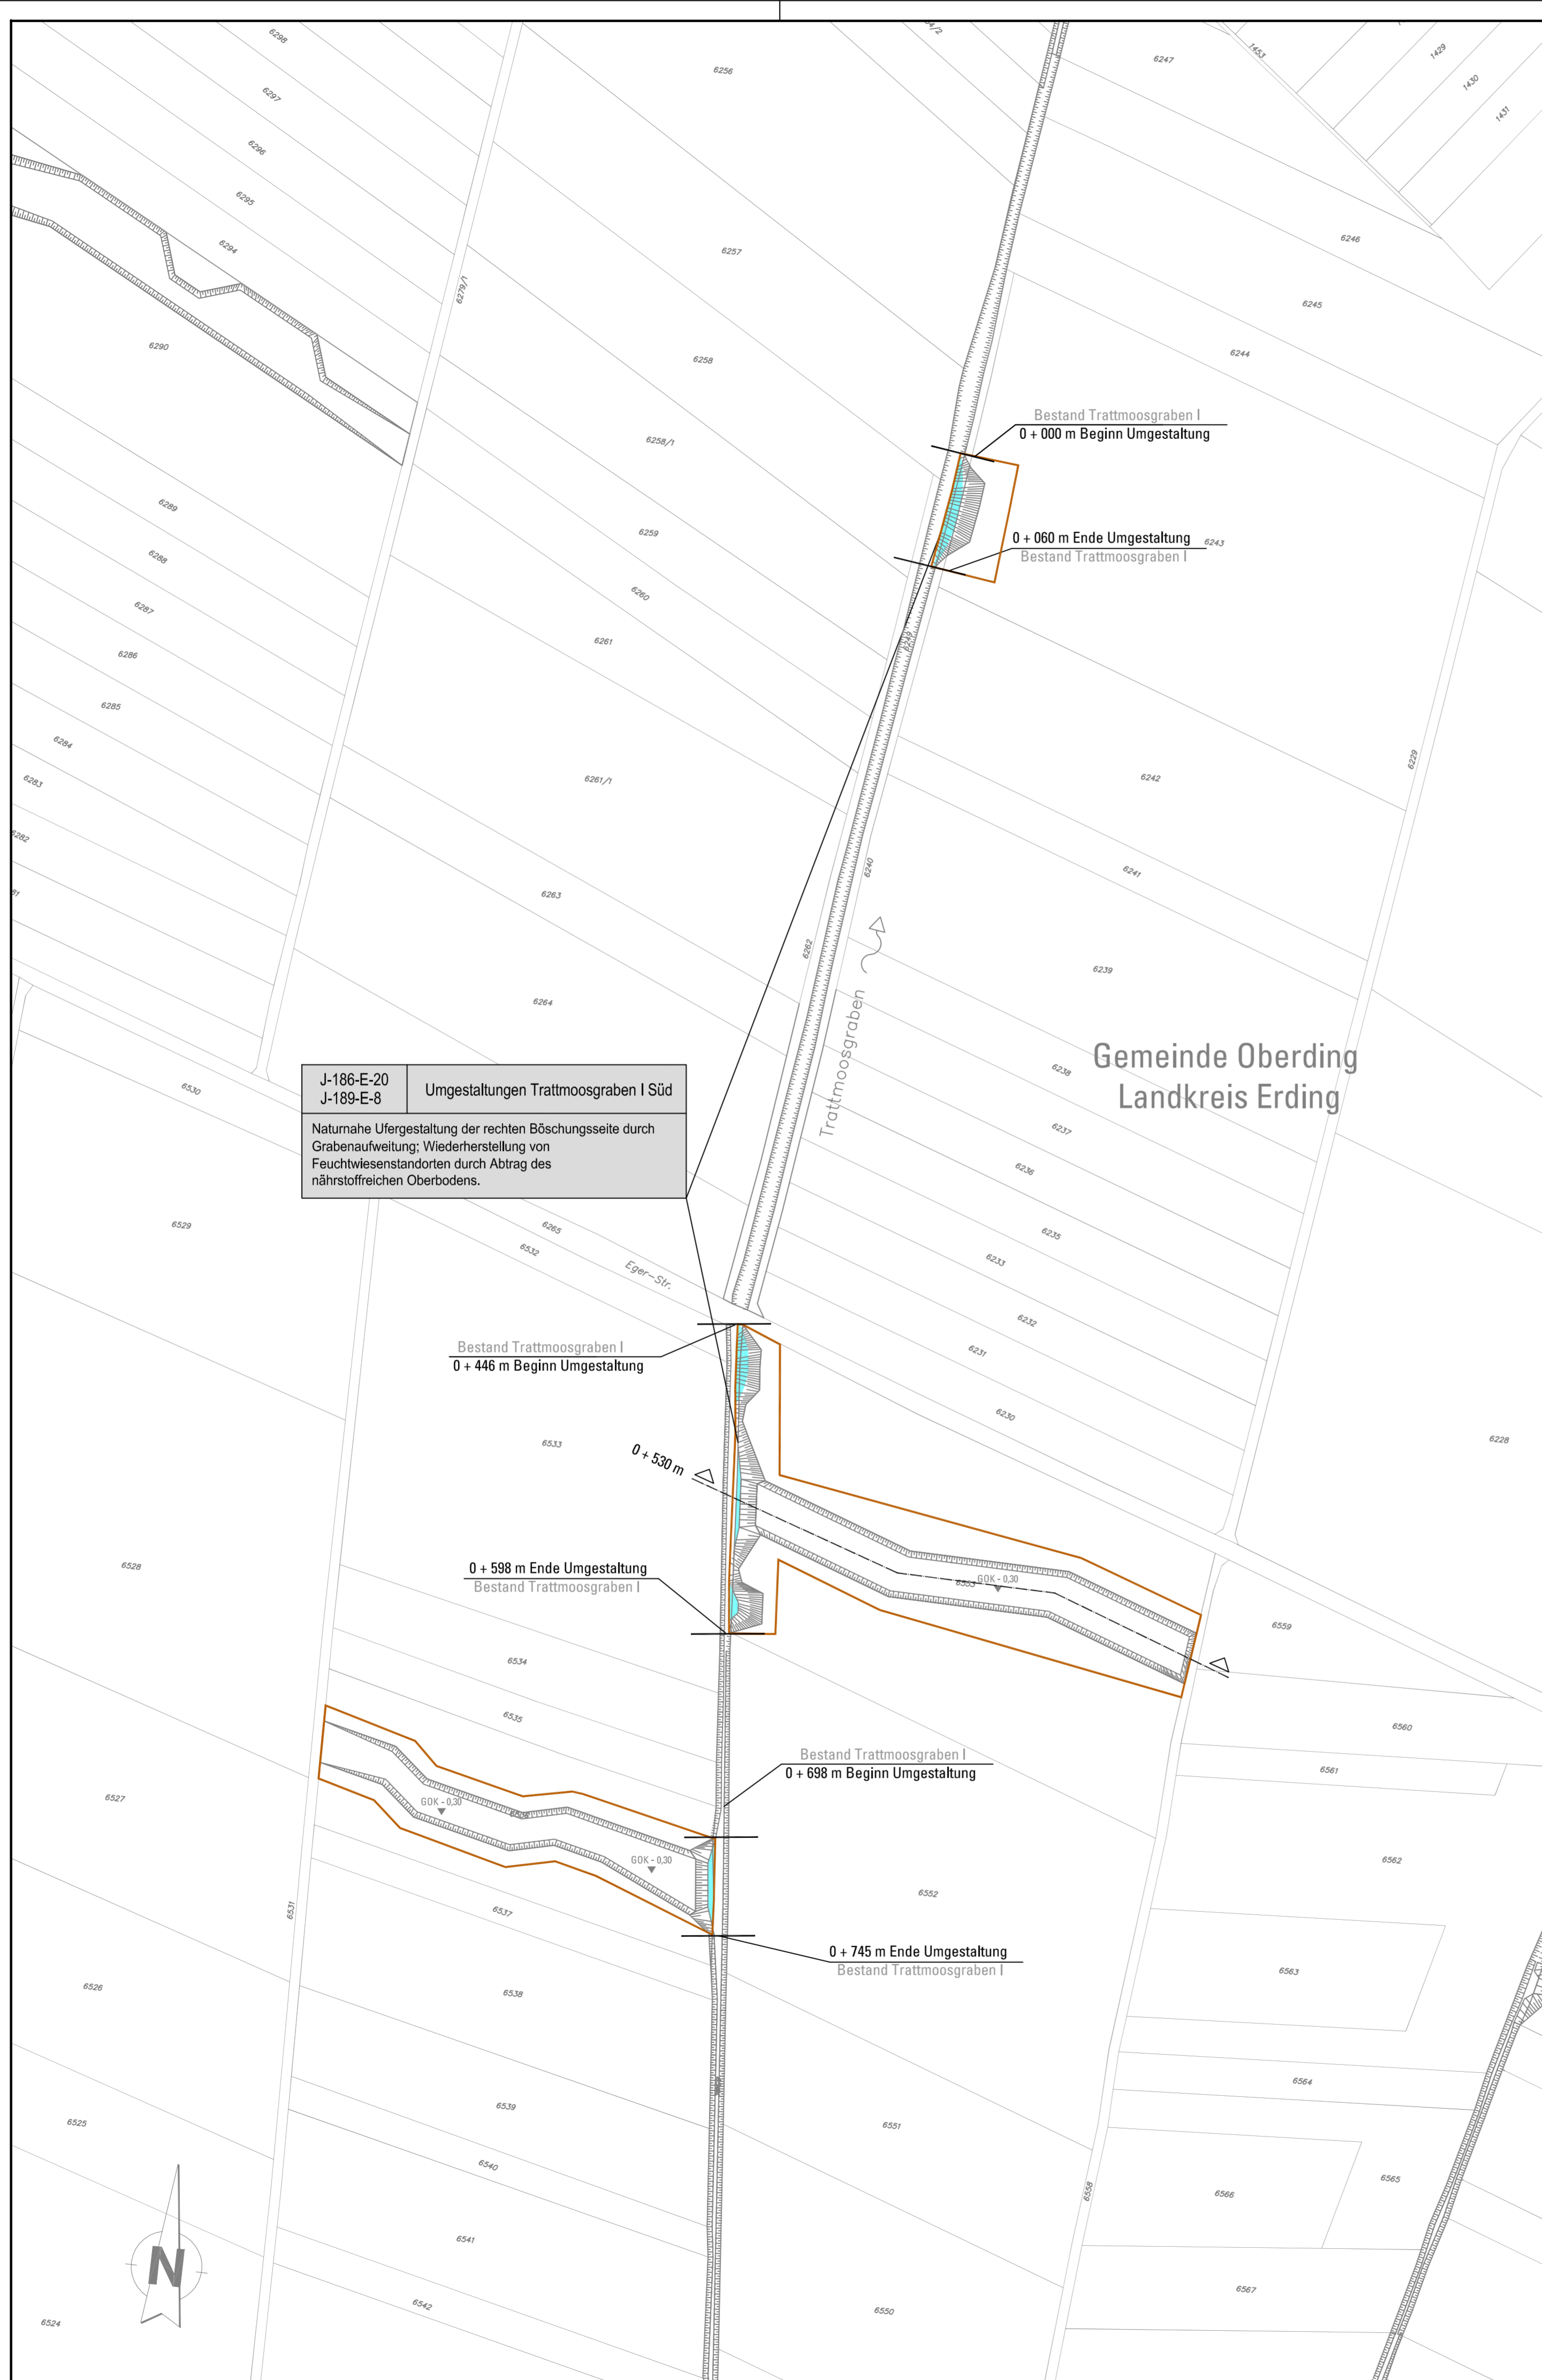 6298
6297
6296
6295
6294
6290
6279/1
6256
6257
6258
6258/1
6259
6260
6261
6261/1
6263
6264
6247
1453
1429
1430
1431
6246
6245
6244
Bestand Trattmoosgraben I
0 + 000 m Beginn Umgestaltung
0 + 060 m Ende Umgestaltung
Bestand Trattmoosgraben I
6243
6249
6289
6288
6287
6286
6285
6284
6283
6282
6242
6229
6241
6240
6262
6239
Trattmoosgraben
Gemeinde Oberding
Landkreis Erding
6238
6237
6236
6235
6233
6232
6231
6230
6228
J-186-E-20
J-189-E-8
Umgestaltungen Trattmoosgraben I Süd
Naturnahe Ufergestaltung der rechten Böschungsseite durch
Grabenaufweitung; Wiederherstellung von
Feuchtwiesenstandorten durch Abtrag des
nährstoffreichen Oberbodens.
6530
6529
6265
6532
Eger-Str.
Bestand Trattmoosgraben I
0 + 446 m Beginn Umgestaltung
6533
0 + 530 m
6528
0 + 598 m Ende Umgestaltung
Bestand Trattmoosgraben I
GOK - 0,30
6553
6559
6534
6535
6560
6561
Bestand Trattmoosgraben I
0 + 698 m Beginn Umgestaltung
6527
GOK - 0,30
GOK - 0,30
6562
6552
6531
6537
0 + 745 m Ende Umgestaltung
Bestand Trattmoosgraben I
6563
6526
6538
6564
6539
6525
6551
6540
6565
6566
6558
6541
6567
6542
6550
6524
N